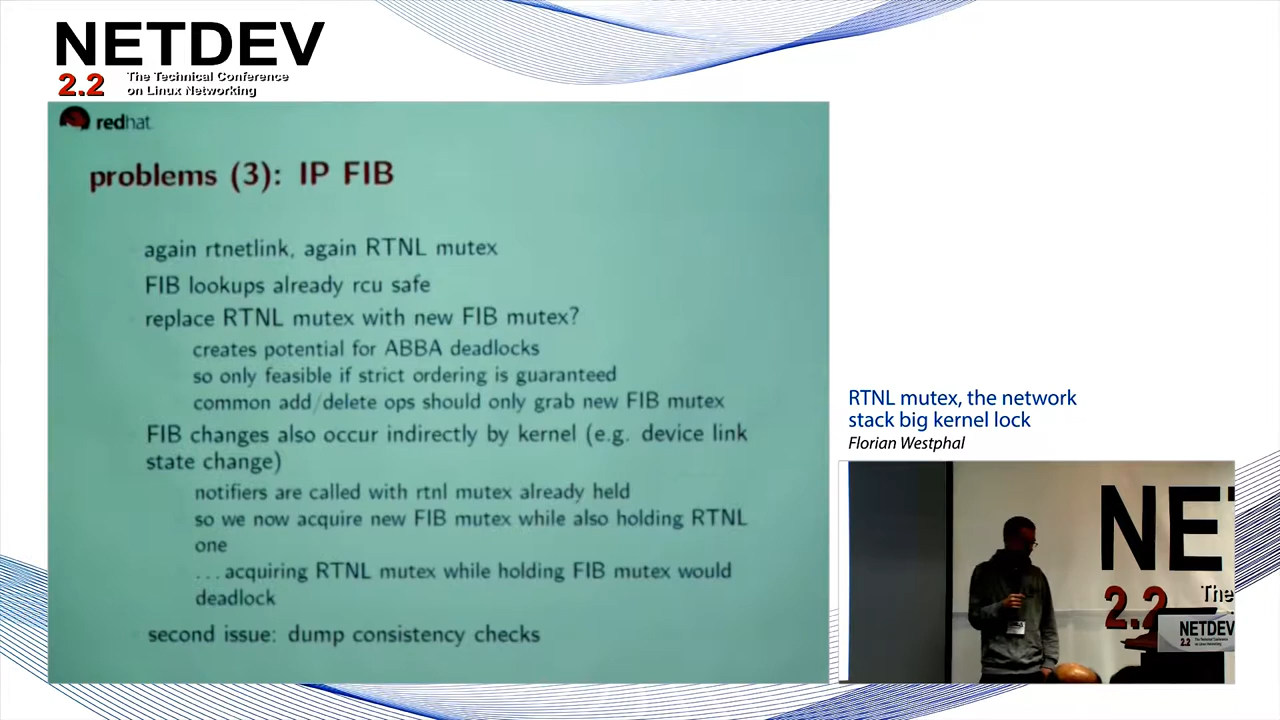 NETDEV
2.2 The Technical Conference
on Linux Networking
redhat
problems (3): IP FIB
again rtnetlink, again RTNL mutex
FIB lookups already rcu safe
replace RTNL mutex with new FIB mutex?
creates potential for ABBA deadlocks
so only feasible if strict ordering is guaranteed
common add/delete ops should only grab new FIB mutex
FIB changes also occur indirectly by kernel (e.g. device link
state change)
notifiers are called with rtnl mutex already held
so we now acquire new FIB mutex while also holding RTNL
one
...acquiring RTNL mutex while holding FIB mutex would
deadlock
second issue: dump consistency checks
RTNL mutex, the network
stack big kernel lock
Florian Westphal
NE
2.2 The
NETDEV
2.2